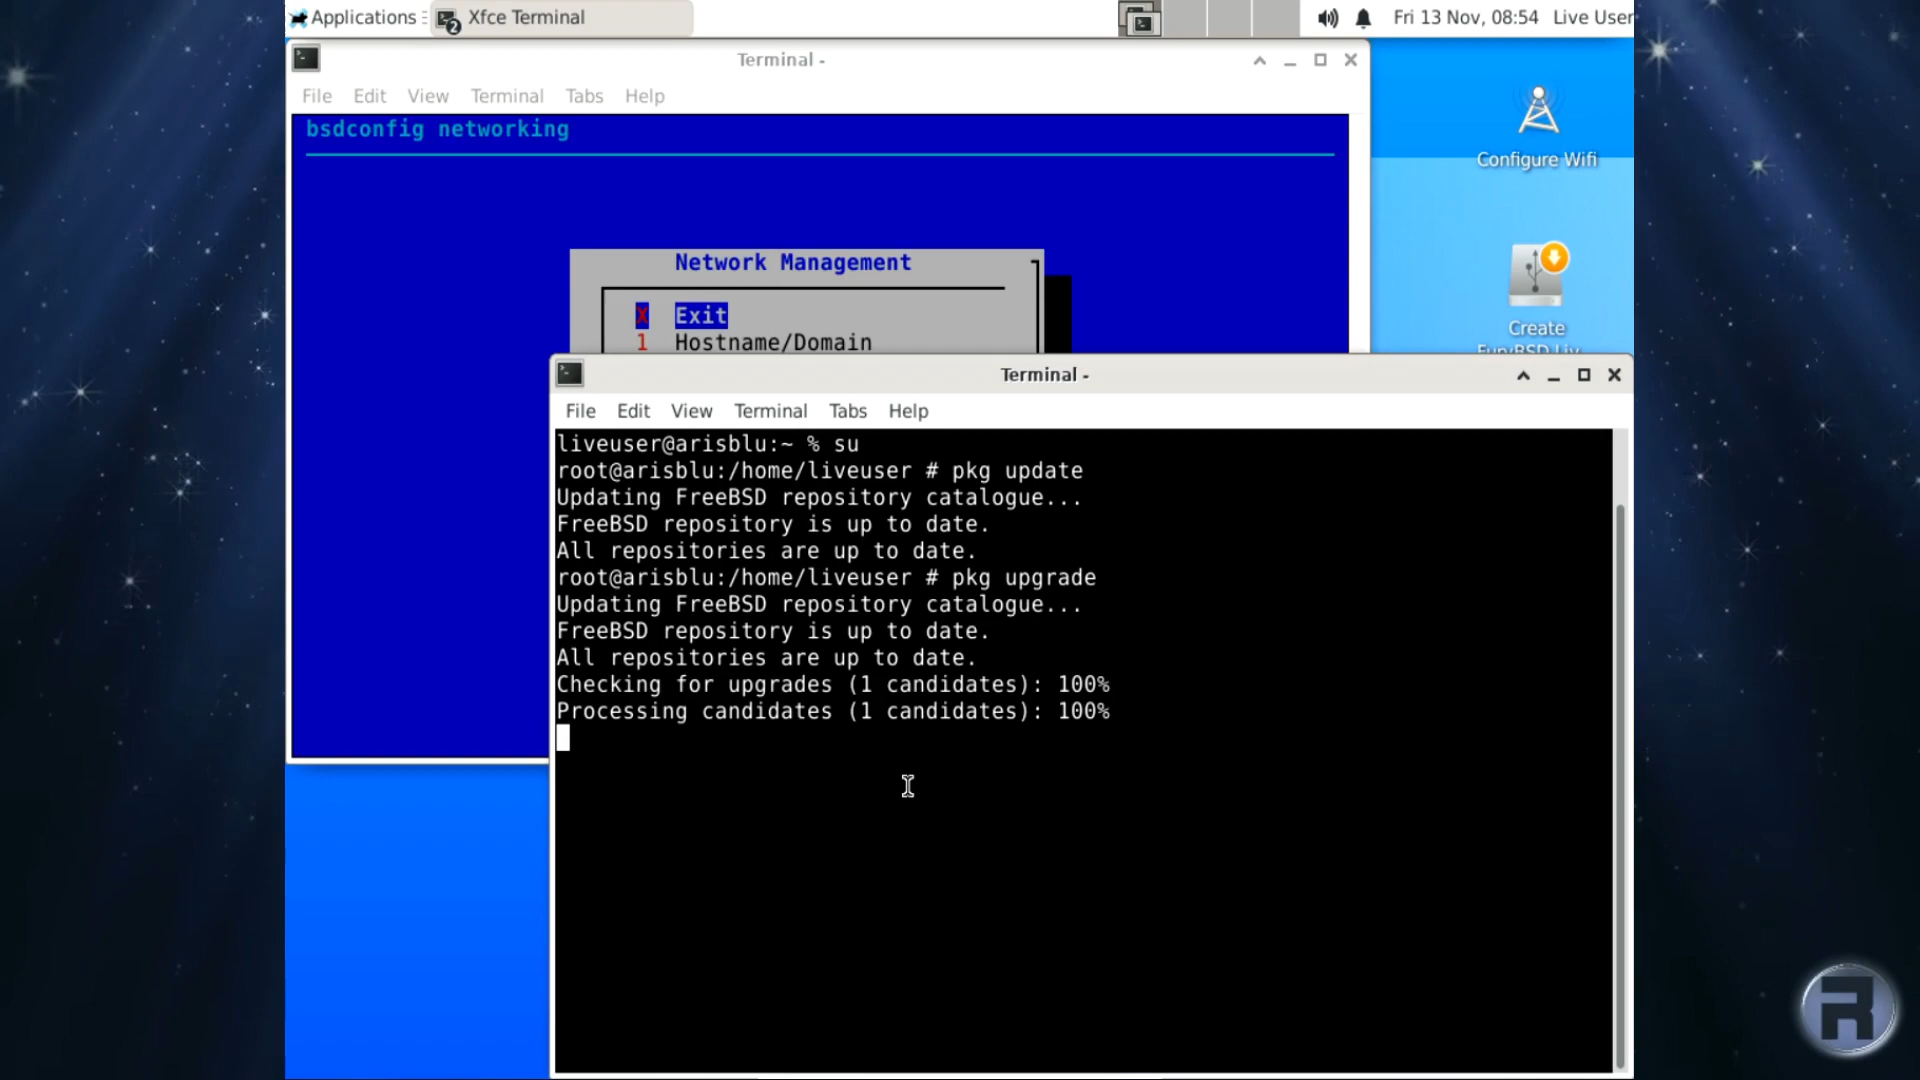 Applications
Xfce Terminal
2
Fri 13 Nov, 08:54
Live User
Terminal -
File Edit View Terminal Tabs Help
bsdconfig networking
Network Management
X Exit
1 Hostname/Domain
Configure Wifi
Create
FuryBSD Liv
Terminal -
File Edit View Terminal Tabs Help
liveuser@arisblu:~ % su
root@arisblu:/home/liveuser # pkg update
Updating FreeBSD repository catalogue...
FreeBSD repository is up to date.
All repositories are up to date.
root@arisblu:/home/liveuser # pkg upgrade
Updating FreeBSD repository catalogue...
FreeBSD repository is up to date.
All repositories are up to date.
Checking for upgrades (1 candidates): 100%
Processing candidates (1 candidates): 100%
R